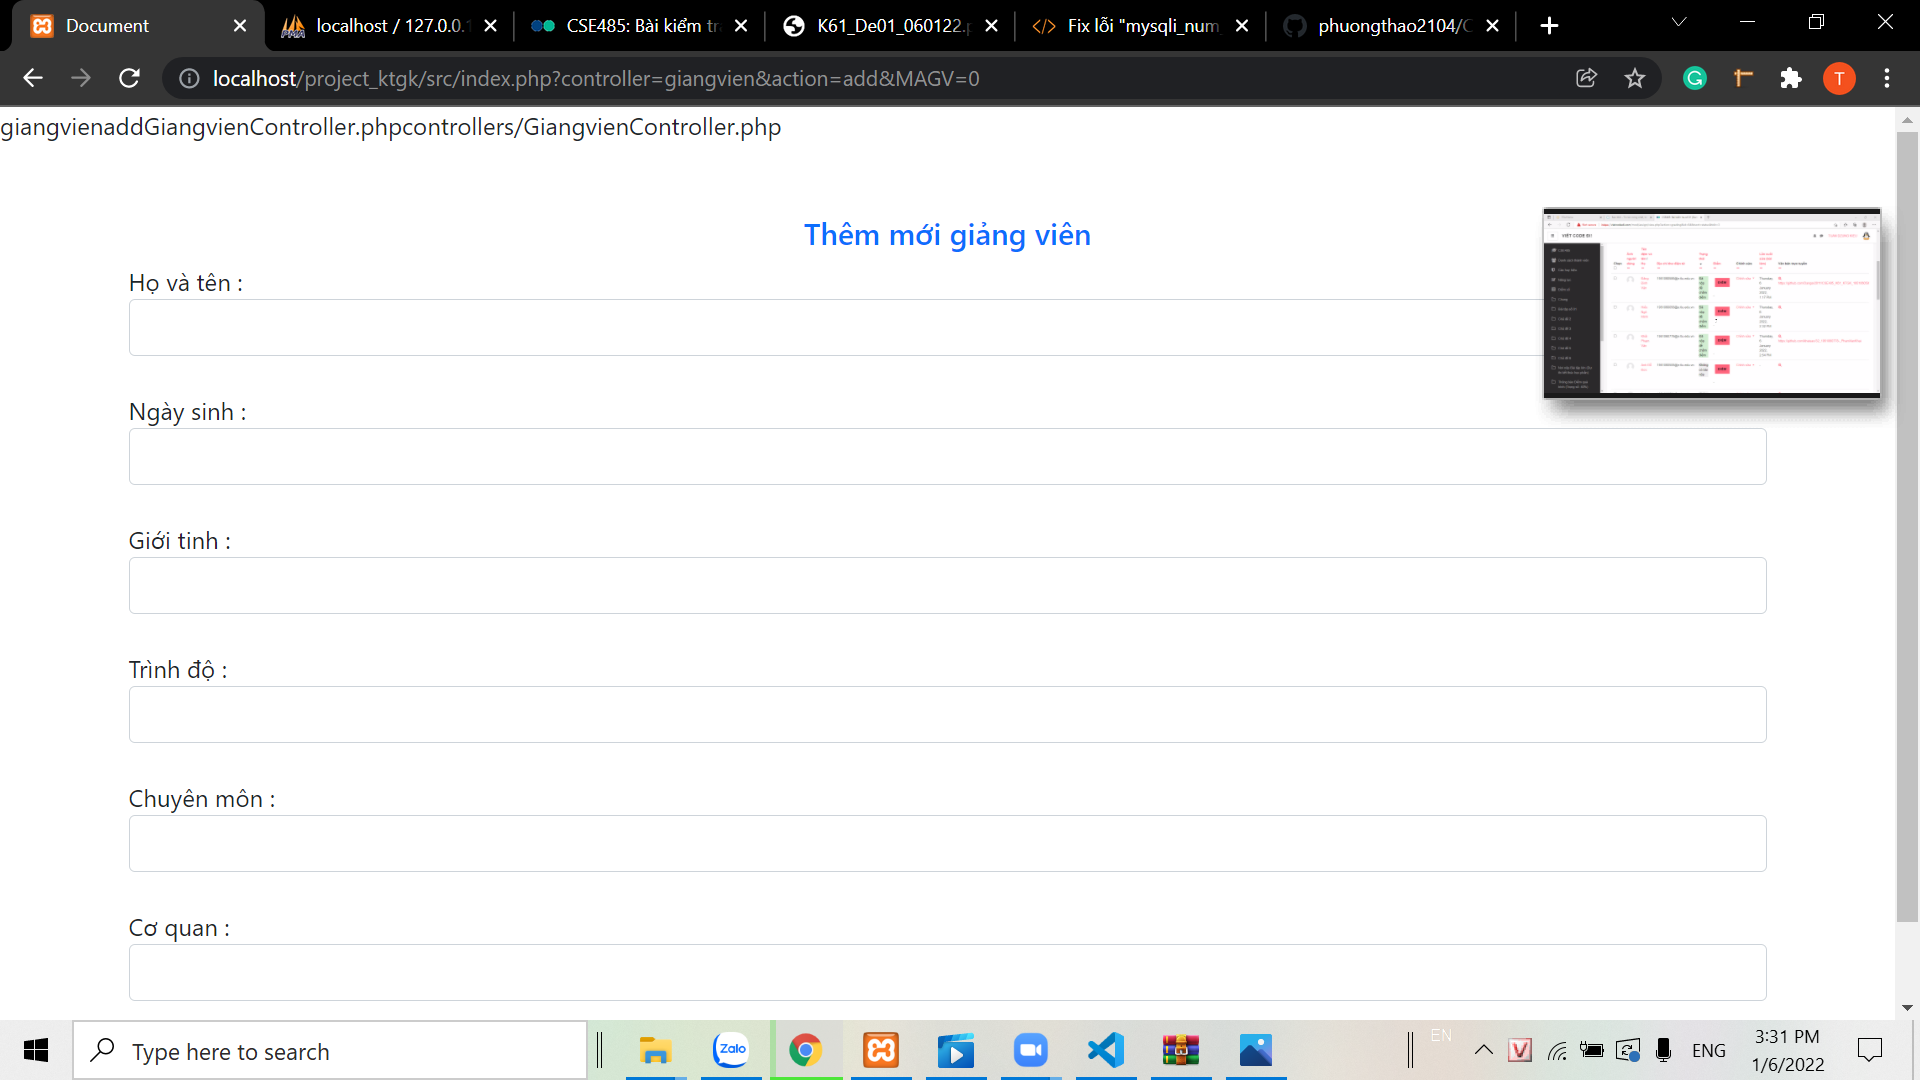 Document
localhost / 127.0.0.1
CSE485: Bài kiểm tr
K61_De01_060122.p
Fix lỗi "mysqli_num_
phuongthao2104/C
localhost/project_ktgk/src/index.php?controller=giangvien&action=add&MAGV=0
T
giangvienaddGiangvienController.phpcontrollers/GiangvienController.php
Thêm mới giảng viên
Họ và tên :
Ngày sinh :
Giới tinh :
Trình độ :
Chuyên môn :
Cơ quan :
Type here to search
Zalo
EN
ENG
3:31 PM
1/6/2022